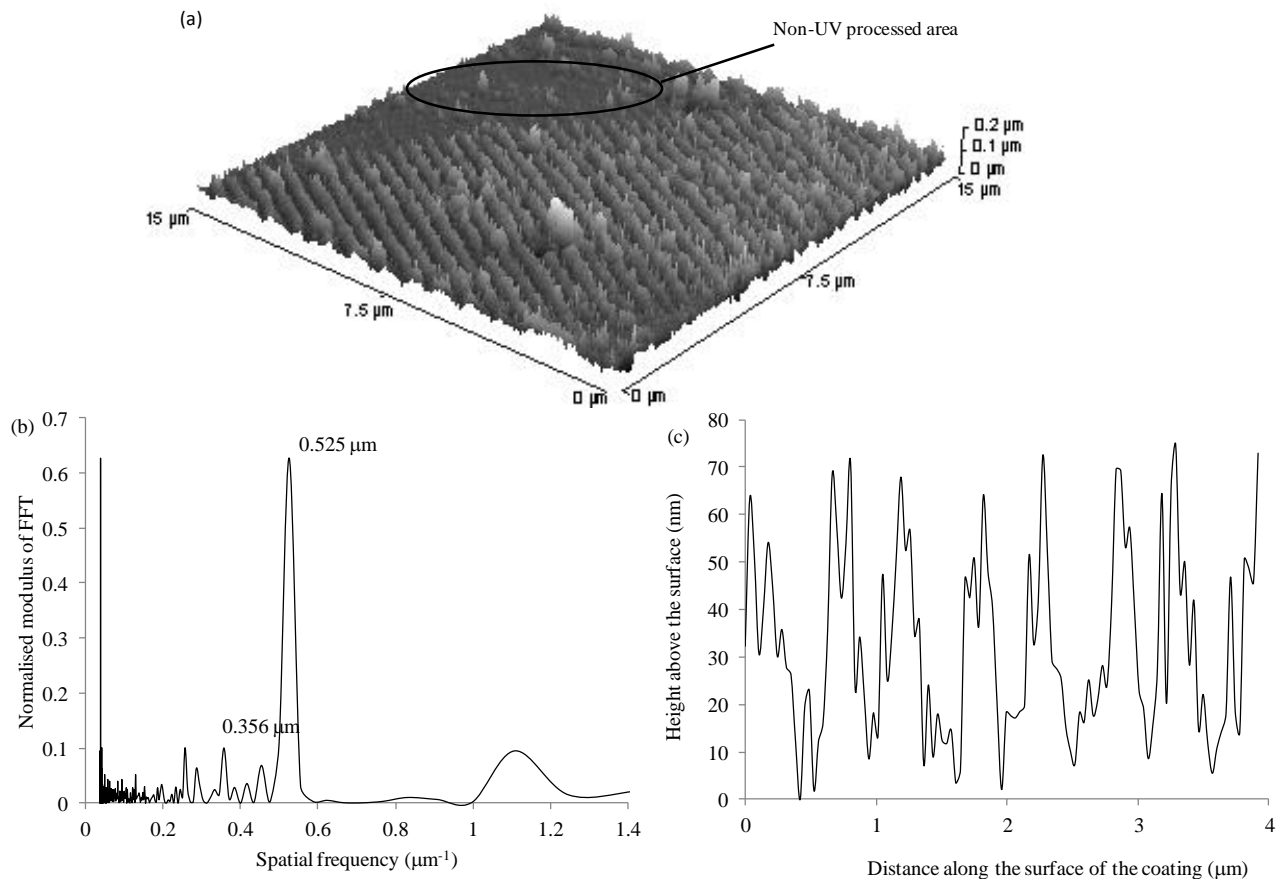 (a)
Non-UV processed area
0.2 µm
0.1 µm
0 µm
15 µm
15 µm
7.5 µm
7.5 µm
0 µm
0 µm
(b)
0.7
0.6
0.5
0.4
0.3
0.2
0.1
0
Normalised modulus of FFT
0.525 µm
0.356 µm
0 0.2 0.4 0.6 0.8 1 1.2 1.4
Spatial frequency (µm-1)
(c)
80
70
60
50
40
30
20
10
0
Height above the surface (nm)
0 1 2 3 4
Distance along the surface of the coating (µm)